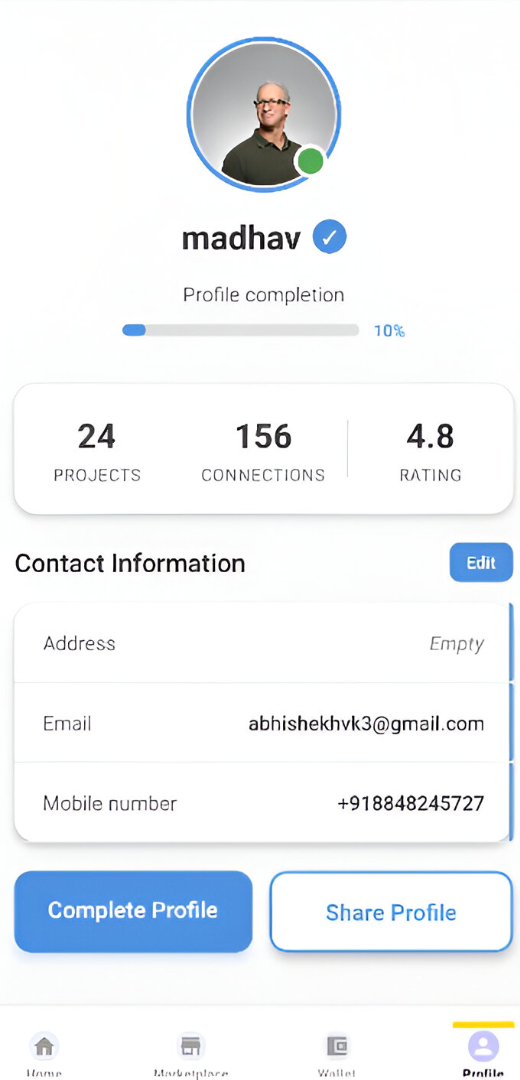 madhav ✓
Profile completion
10%
24 156 4.8
PROJECTS CONNECTIONS RATING
Contact Information Edit
Address Empty
Email abhishekhvk3@gmail.com
Mobile number +918848245727
Complete Profile Share Profile
Home Marketplace Wallet Profile